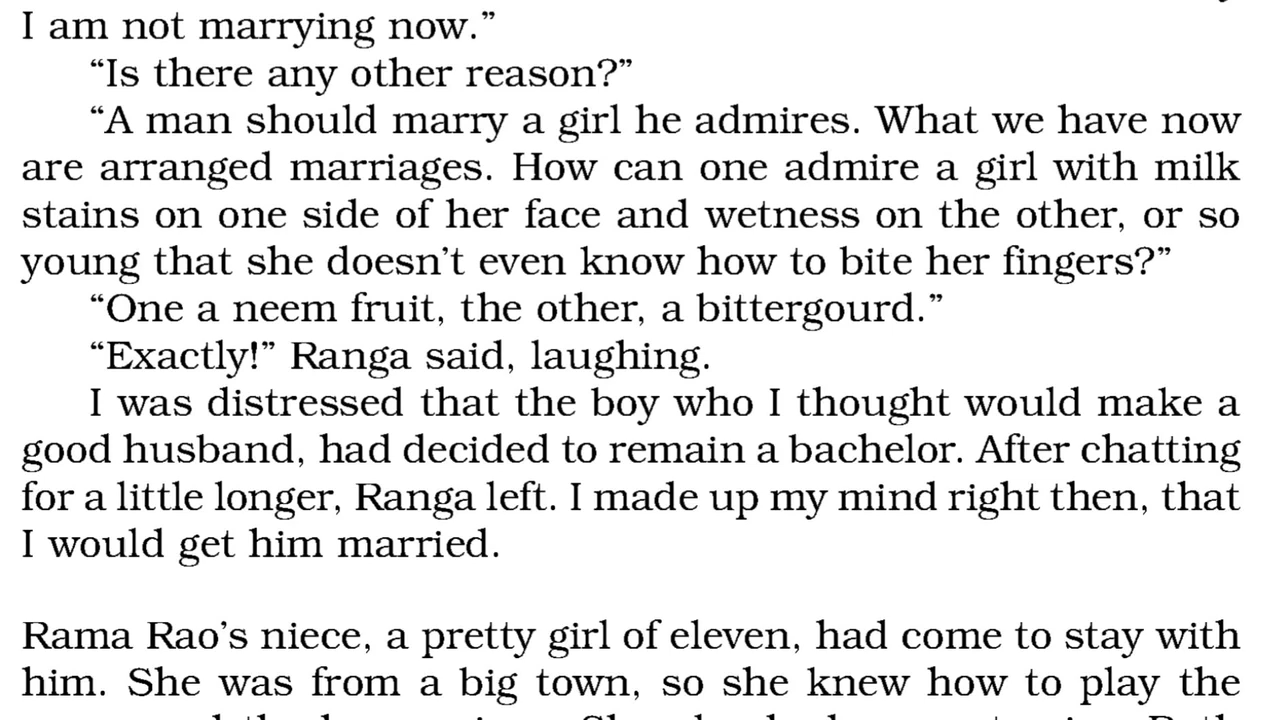 I am not marrying now.”
“Is there any other reason?”
“A man should marry a girl he admires. What we have now
are arranged marriages. How can one admire a girl with milk
stains on one side of her face and wetness on the other, or so
young that she doesn’t even know how to bite her fingers?”
“One a neem fruit, the other, a bittergourd.”
“Exactly!” Ranga said, laughing.
I was distressed that the boy who I thought would make a
good husband, had decided to remain a bachelor. After chatting
for a little longer, Ranga left. I made up my mind right then, that
I would get him married.
Rama Rao’s niece, a pretty girl of eleven, had come to stay with
him. She was from a big town, so she knew how to play the